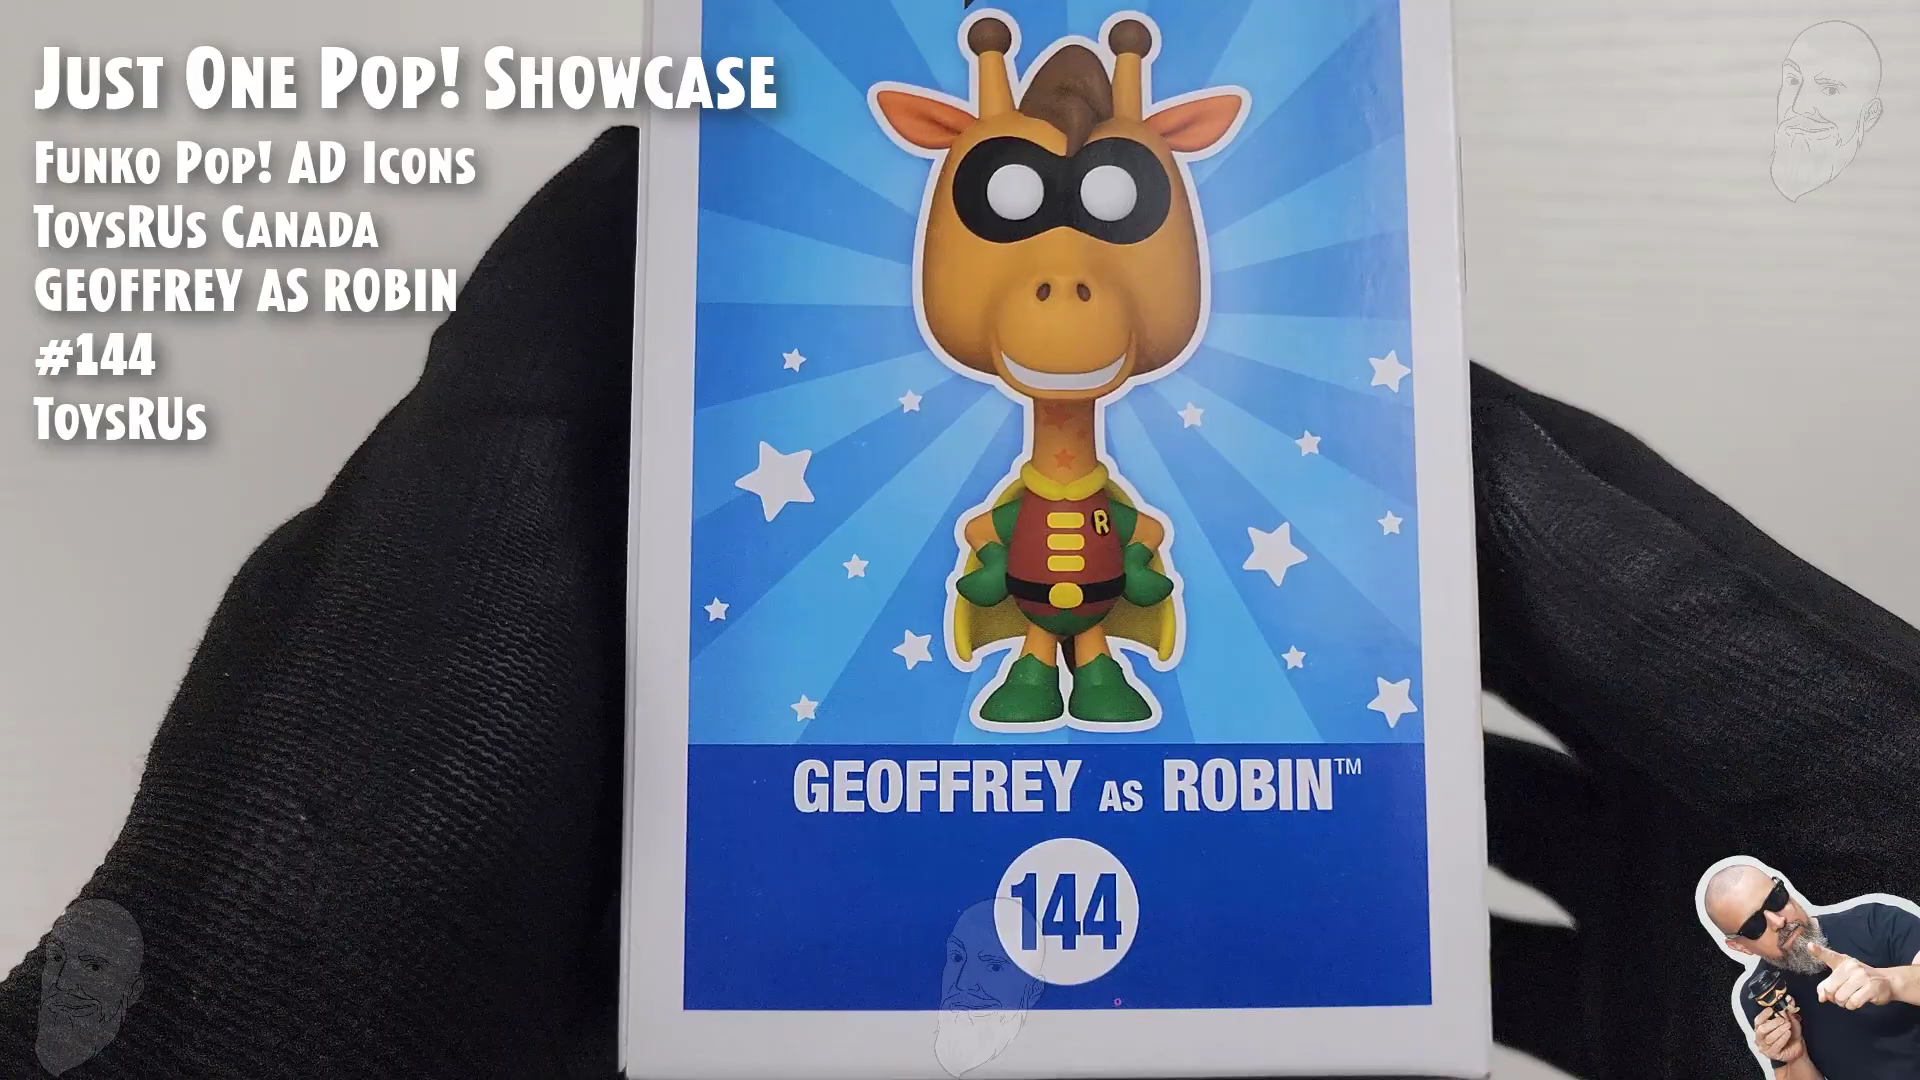 Just One Pop! Showcase
Funko Pop! AD Icons
ToysRUs Canada
GEOFFREY AS ROBIN
#144
ToysRUs
R
GEOFFREY AS ROBIN™
144